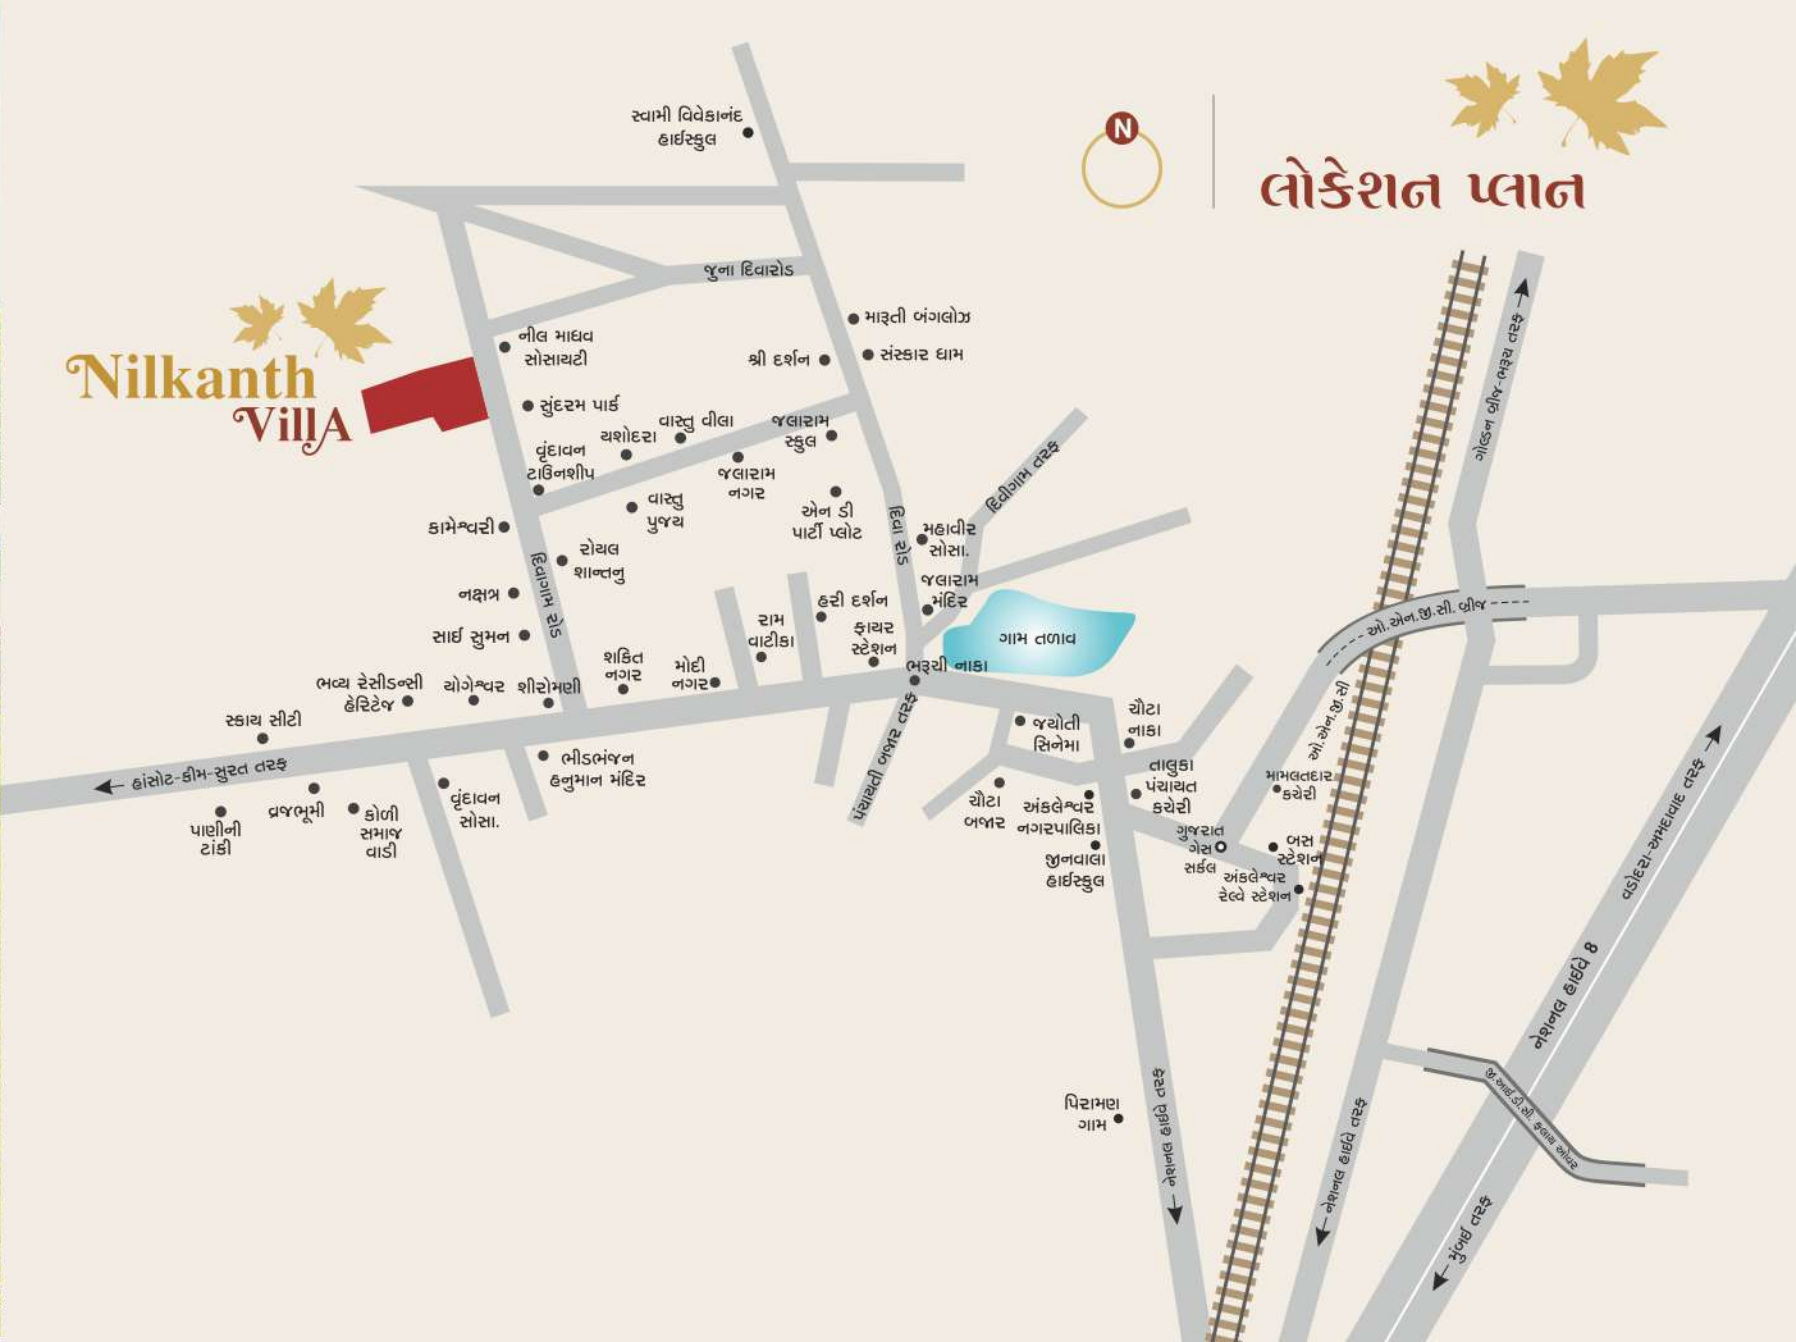 N
લોકેશન પ્લાન
Nilkanth
VillA
સ્વામી વિવેકાનંદ
હાઈસ્કુલ
જુના દિવારોડ
નીલ માધવ
સોસાયટી
મારૂતી બંગલોઝ
શ્રી દર્શન
સંસ્કાર ધામ
સુંદરમ પાર્ક
વાસ્તુ વીલા
યશોદરા
જલારામ
સ્કુલ
વૃંદાવન
ટાઉનશીપ
જલારામ
નગર
વાસ્તુ
પુજય
એન ડી
પાર્ટી પ્લોટ
કામેશ્વરી
રોયલ
શાન્તનુ
દિવાગામ રોડ
દિવા રોડ
મહાવીર
સોસા.
દિવીગામ તરફ
જલારામ
મંદિર
નક્ષત્ર
સાઈ સુમન
હરી દર્શન
રામ
વાટીકા
ફાયર
સ્ટેશન
ગામ તળાવ
ભરૂચી નાકા
શકિત
નગર
મોદી
નગર
ભવ્ય રેસીડન્સી
હેરિટેજ
યોગેશ્વર
શીરોમણી
સ્કાય સીટી
હાંસોટ-કીમ-સુરત તરફ
ભીડભંજન
હનુમાન મંદિર
વૃંદાવન
સોસા.
વ્રજભૂમી
પાણીની
ટાંકી
કોળી
સમાજ
વાડી
પંચાયતી બજાર તરફ
જયોતી
સિનેમા
ચૌટા
નાકા
તાલુકા
પંચાયત
કચેરી
ચૌટા
બજાર
અંકલેશ્વર
નગરપાલિકા
જીનવાલા
હાઈસ્કુલ
ગુજરાત
ગેસ
સર્કલ
મામલતદાર
કચેરી
બસ
સ્ટેશન
અંકલેશ્વર
રેલ્વે સ્ટેશન
ઓ.એન.જી.સી
ઓ.એન.જી.સી. બ્રીજ
ગોલ્ડન બ્રીજ-ભરૂચ તરફ
વડોદરા-અમદાવાદ તરફ
નેશનલ હાઈવે 8
જી.આઈ.ડી.સી. ફલાય ઓવર
પિરામણ
ગામ
નેશનલ હાઈવે તરફ
નેશનલ હાઈવે તરફ
મુંબઈ તરફ